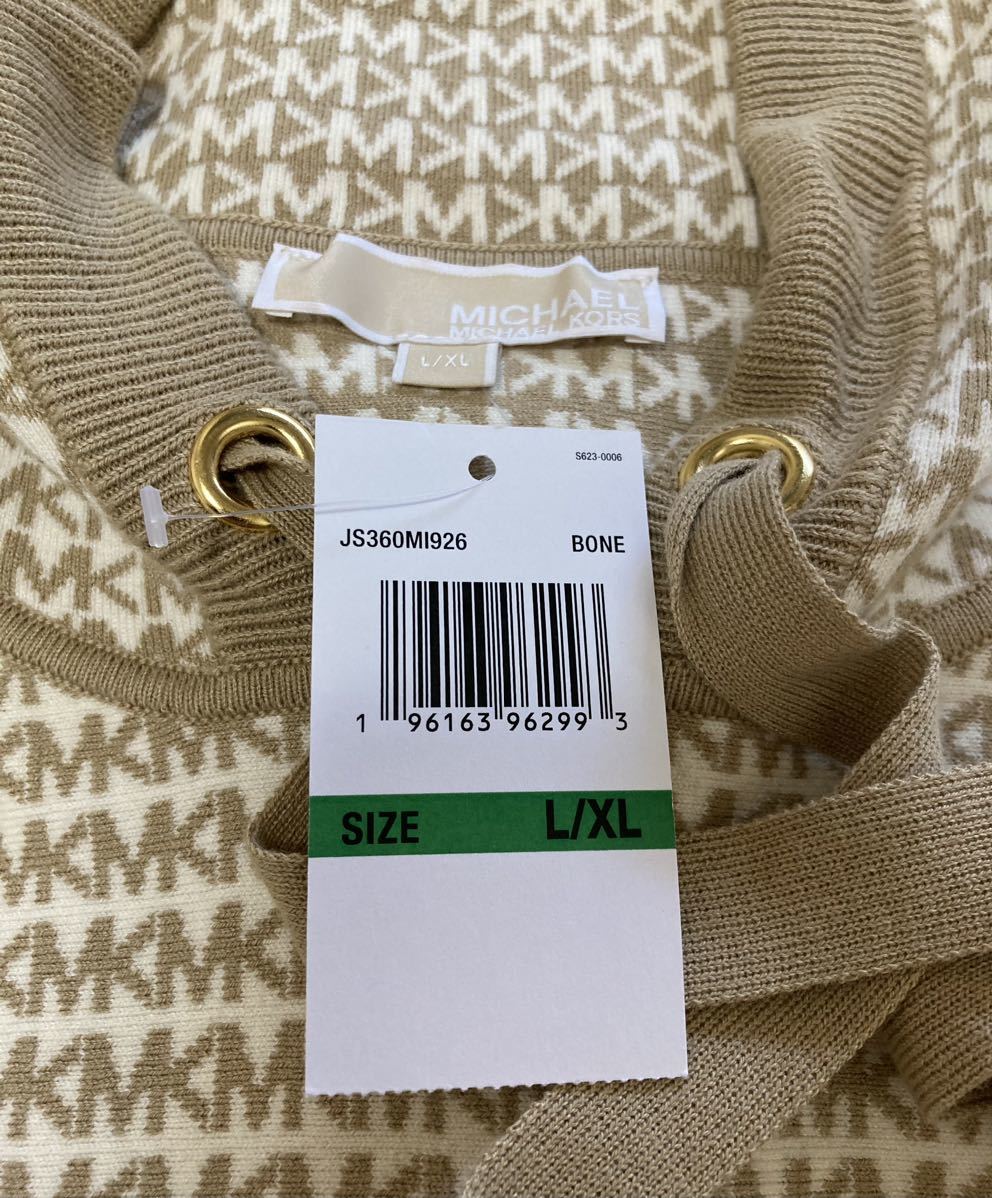 MICHAEL
MICHAEL KORS
L/XL
S623-0006
JS360MI926 BONE
1 96163 96299 3
SIZE L/XL